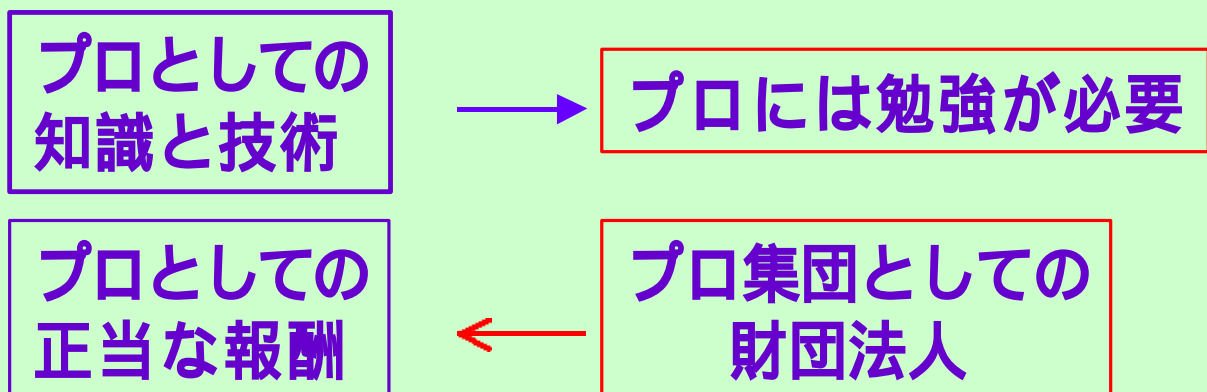 プロとしての
知識と技術
プロには勉強が必要
プロとしての
正当な報酬
プロ集団としての
財団法人